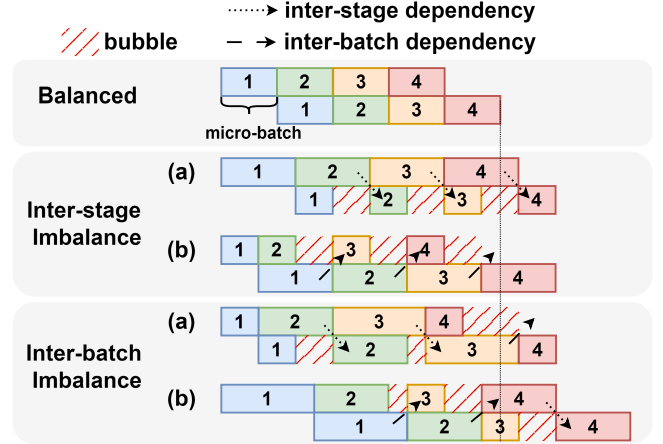 inter-stage dependency
bubble
inter-batch dependency
Balanced
1 2 3 4
1 2 3 4
micro-batch
Inter-stage
Imbalance
(a)
1 2 3 4
1 2 3 4
(b)
1 2 3 4
1 2 3 4
Inter-batch
Imbalance
(a)
1 2 3 4
1 2 3 4
(b)
1 2 3 4
1 2 3 4